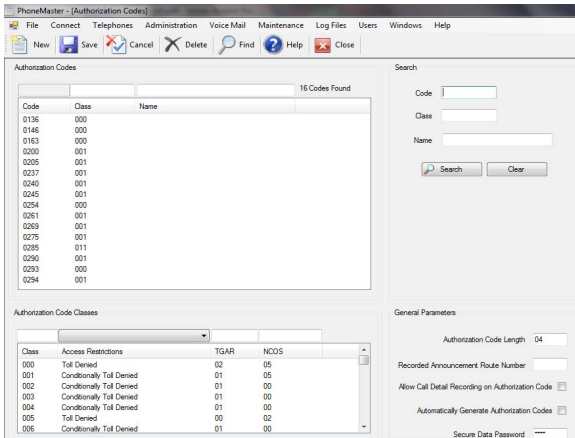 PhoneMaster - [Authorization Codes]
File Connect Telephones Administration Voice Mail Maintenance Log Files Users Windows Help
New Save Cancel Delete Find Help Close
Authorization Codes
16 Codes Found
Code Class Name
0136 000
0146 000
0163 000
0200 001
0205 001
0237 001
0240 001
0245 001
0254 000
0261 001
0269 001
0275 001
0285 011
0290 001
0293 000
0294 001
Search
Code
Class
Name
Search Clear
Authorization Code Classes
Class Access Restrictions TGAR NCOS
000 Toll Denied 02 05
001 Conditionally Toll Denied 01 05
002 Conditionally Toll Denied 01 00
003 Conditionally Toll Denied 01 00
004 Conditionally Toll Denied 01 00
005 Toll Denied 00 02
006 Conditionally Toll Denied 01 00
General Parameters
Authorization Code Length 04
Recorded Announcement Route Number
Allow Call Detail Recording on Authorization Code
Automatically Generate Authorization Codes
Secure Data Password ****